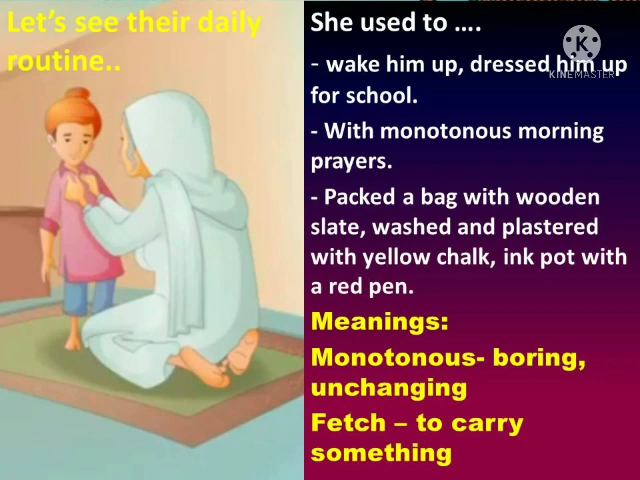 Let's see their daily
routine..
She used to ....
- wake him up, dressed him up
for school.
- With monotonous morning
prayers.
- Packed a bag with wooden
slate, washed and plastered
with yellow chalk, ink pot with
a red pen.
Meanings:
Monotonous- boring,
unchanging
Fetch – to carry
something
K
KINEMASTER